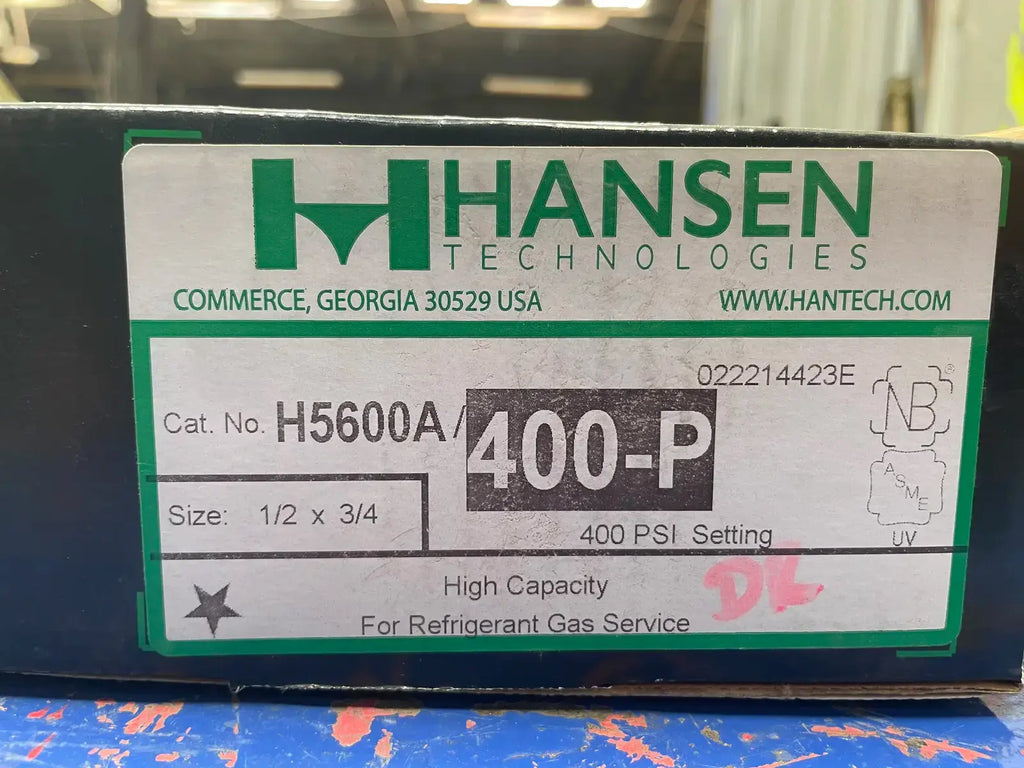 HANSEN
TECHNOLOGIES
COMMERCE, GEORGIA 30529 USA WWW.HANTECH.COM
022214423E
Cat. No. H5600A/400-P
NB®
ASME
UV
Size: 1/2 x 3/4
400 PSI Setting
High Capacity
DL
For Refrigerant Gas Service